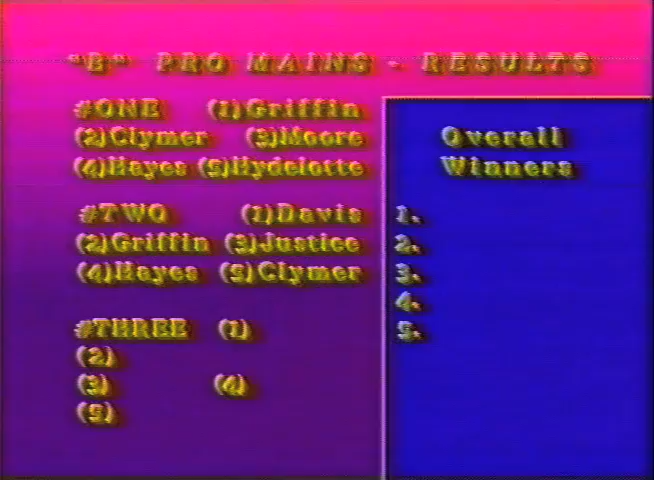 "B" PRO MAINS - RESULTS
#ONE (1)Griffin
(2)Clymer (3)Moore
(4)Hayes (5)Hydelotte
#TWO (1)Davis
(2)Griffin (3)Justice
(4)Hayes (5)Clymer
#THREE (1)
(2)
(3) (4)
(5)
Overall
Winners
1.
2.
3.
4.
5.